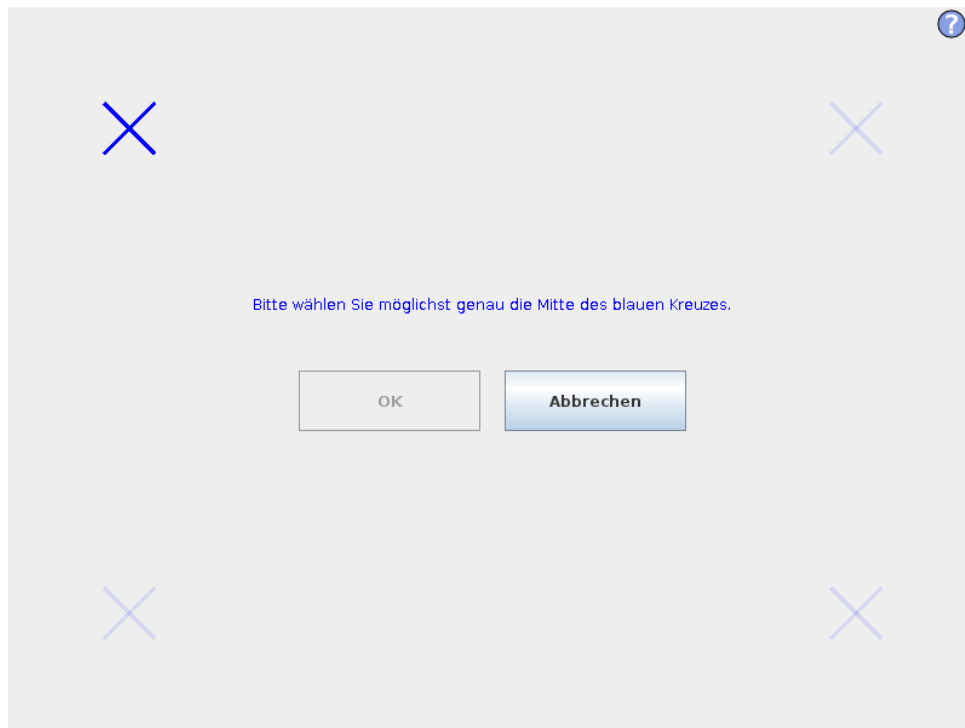 ?
Bitte wählen Sie möglichst genau die Mitte des blauen Kreuzes.
OK
Abbrechen